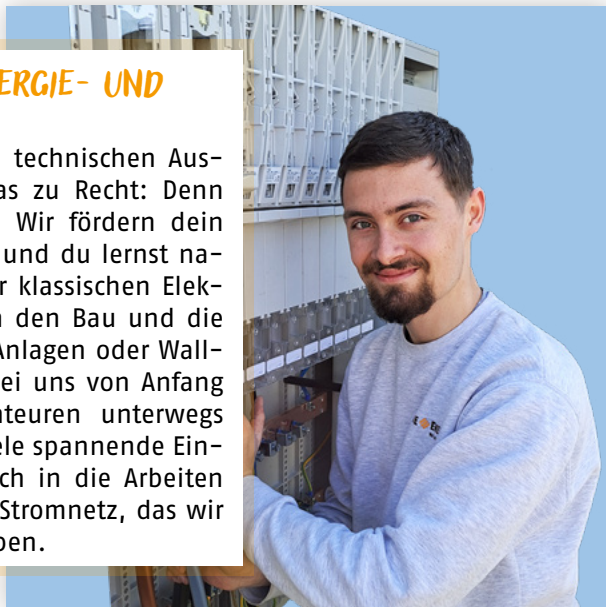 ERGIE- UND
technischen Aus-
as zu Recht: Denn
Wir fördern dein
und du lernst na-
r klassischen Elek-
den Bau und die
Anlagen oder Wall-
ei uns von Anfang
ateuren unterwegs
ele spannende Ein-
ch in die Arbeiten
Stromnetz, das wir
ben.